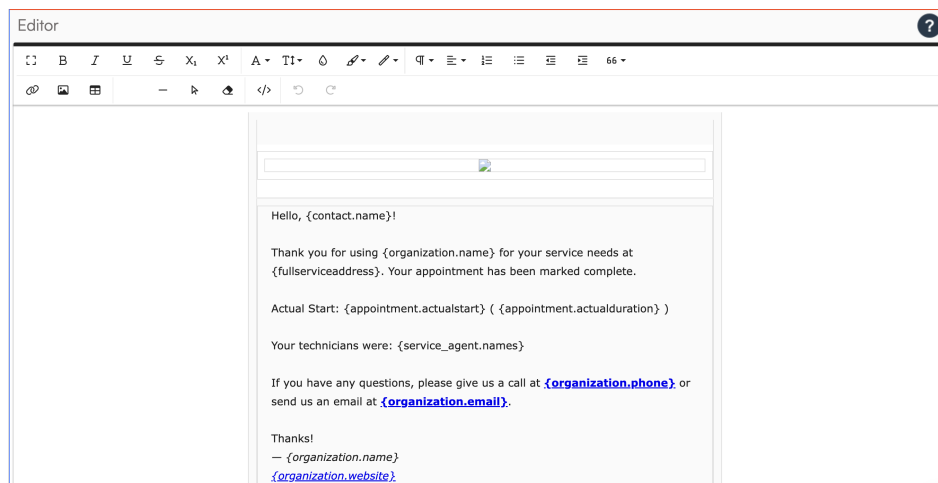 Editor
?
B I U S X₁ X¹ A T 66
</>
Hello, {contact.name}!
Thank you for using {organization.name} for your service needs at
{fullserviceaddress}. Your appointment has been marked complete.
Actual Start: {appointment.actualstart} ( {appointment.actualduration} )
Your technicians were: {service_agent.names}
If you have any questions, please give us a call at {organization.phone} or
send us an email at {organization.email}.
Thanks!
— {organization.name}
{organization.website}